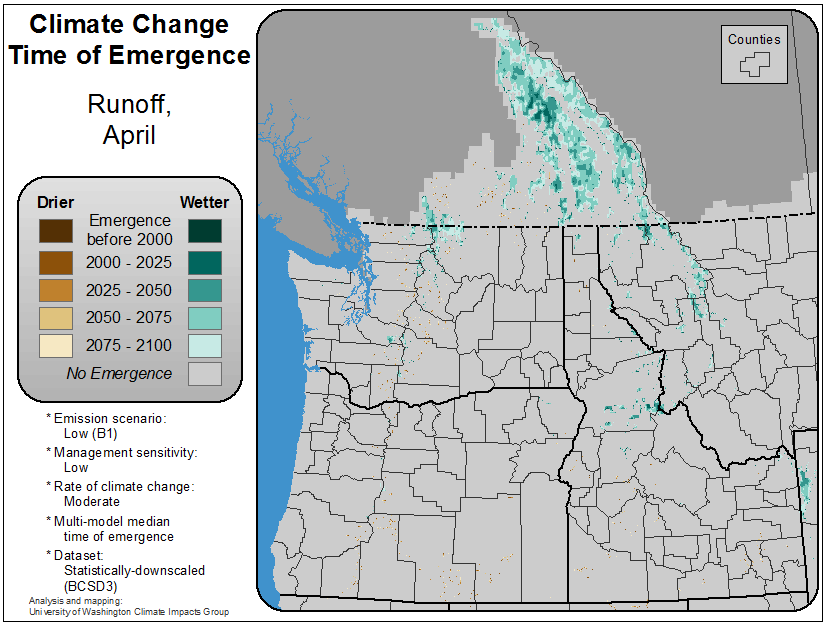 Climate Change
Time of Emergence
Runoff,
April
Counties
Drier
Wetter
Emergence
before 2000
2000 - 2025
2025 - 2050
2050 - 2075
2075 - 2100
No Emergence
* Emission scenario:
Low (B1)
* Management sensitivity:
Low
* Rate of climate change:
Moderate
* Multi-model median
time of emergence
* Dataset:
Statistically-downscaled
(BCSD3)
Analysis and mapping:
University of Washington Climate Impacts Group